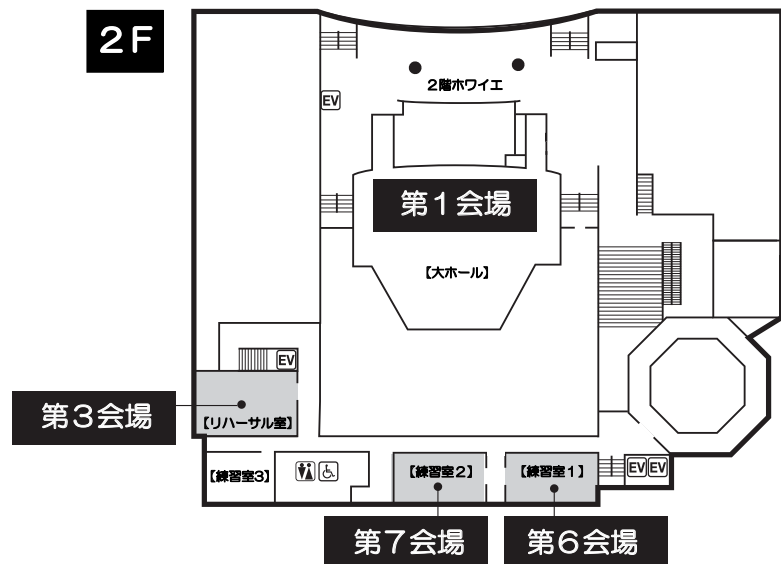 2F
2階ホワイエ
EV
第1会場
【大ホール】
EV
第3会場
【リハーサル室】
【練習室3】
【練習室2】
【練習室1】
EV EV
第7会場
第6会場